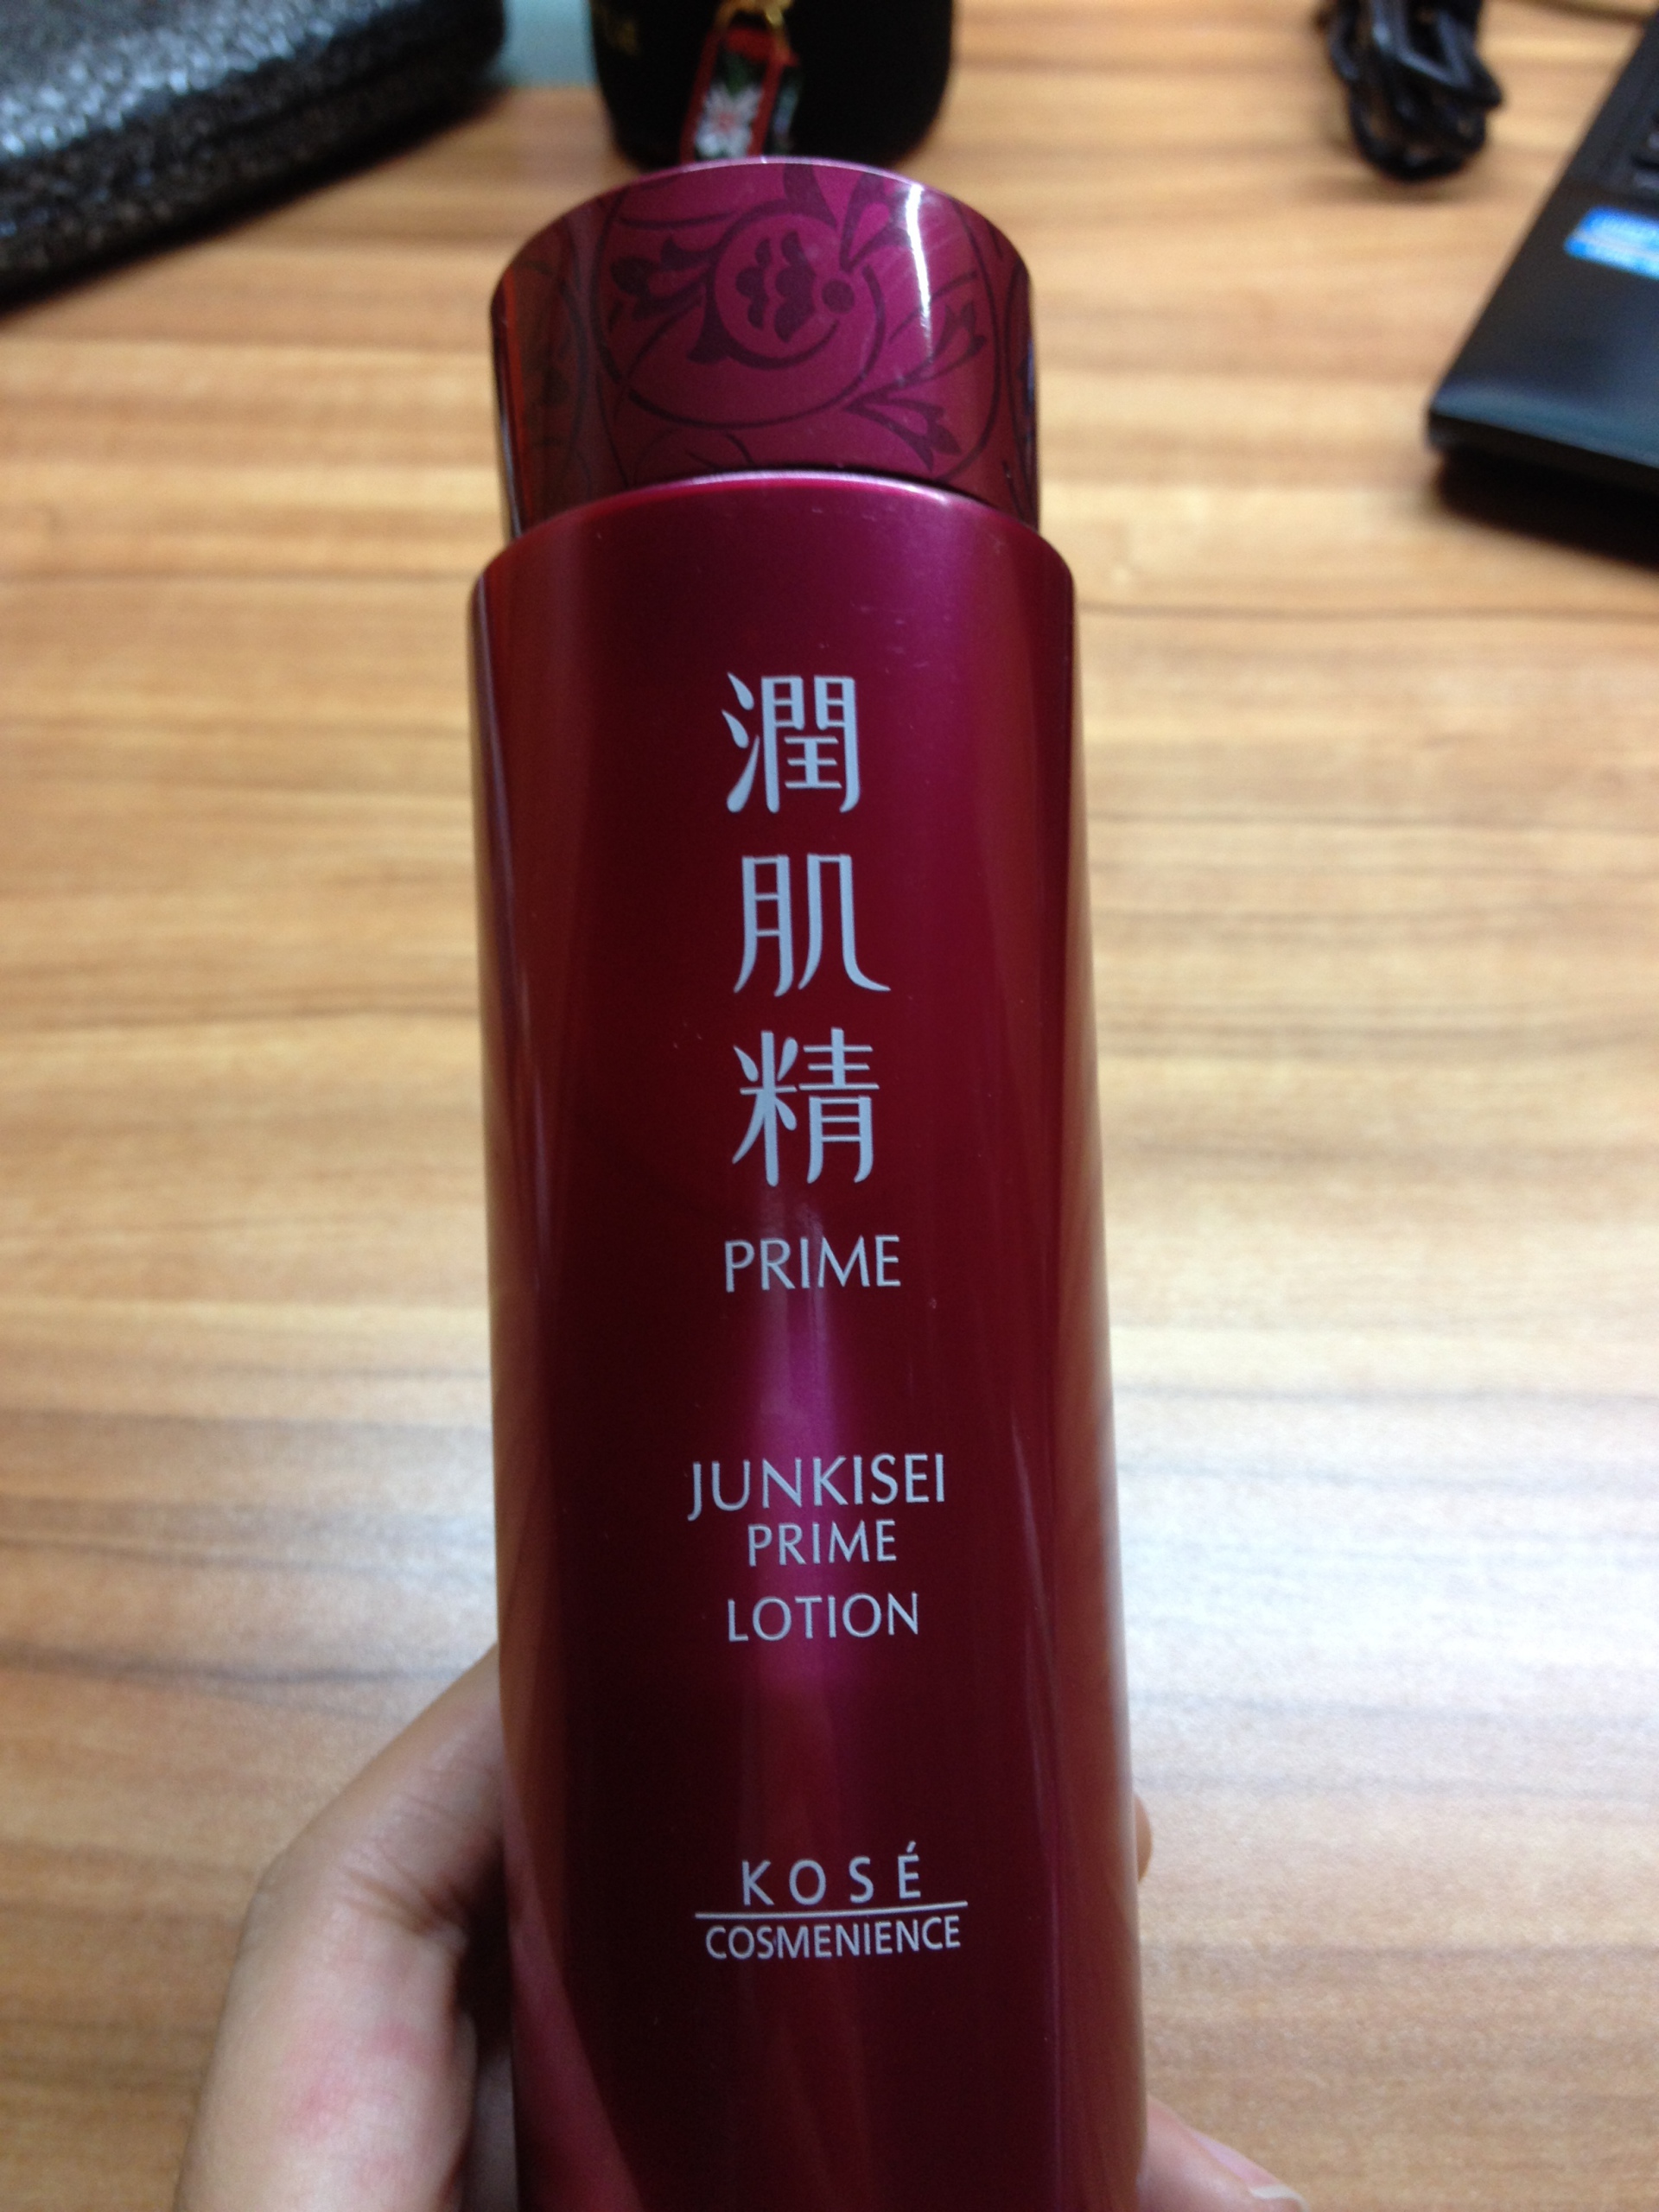 潤肌精
PRIME
JUNKISEI
PRIME
LOTION
KOSÉ
COSMENIENCE